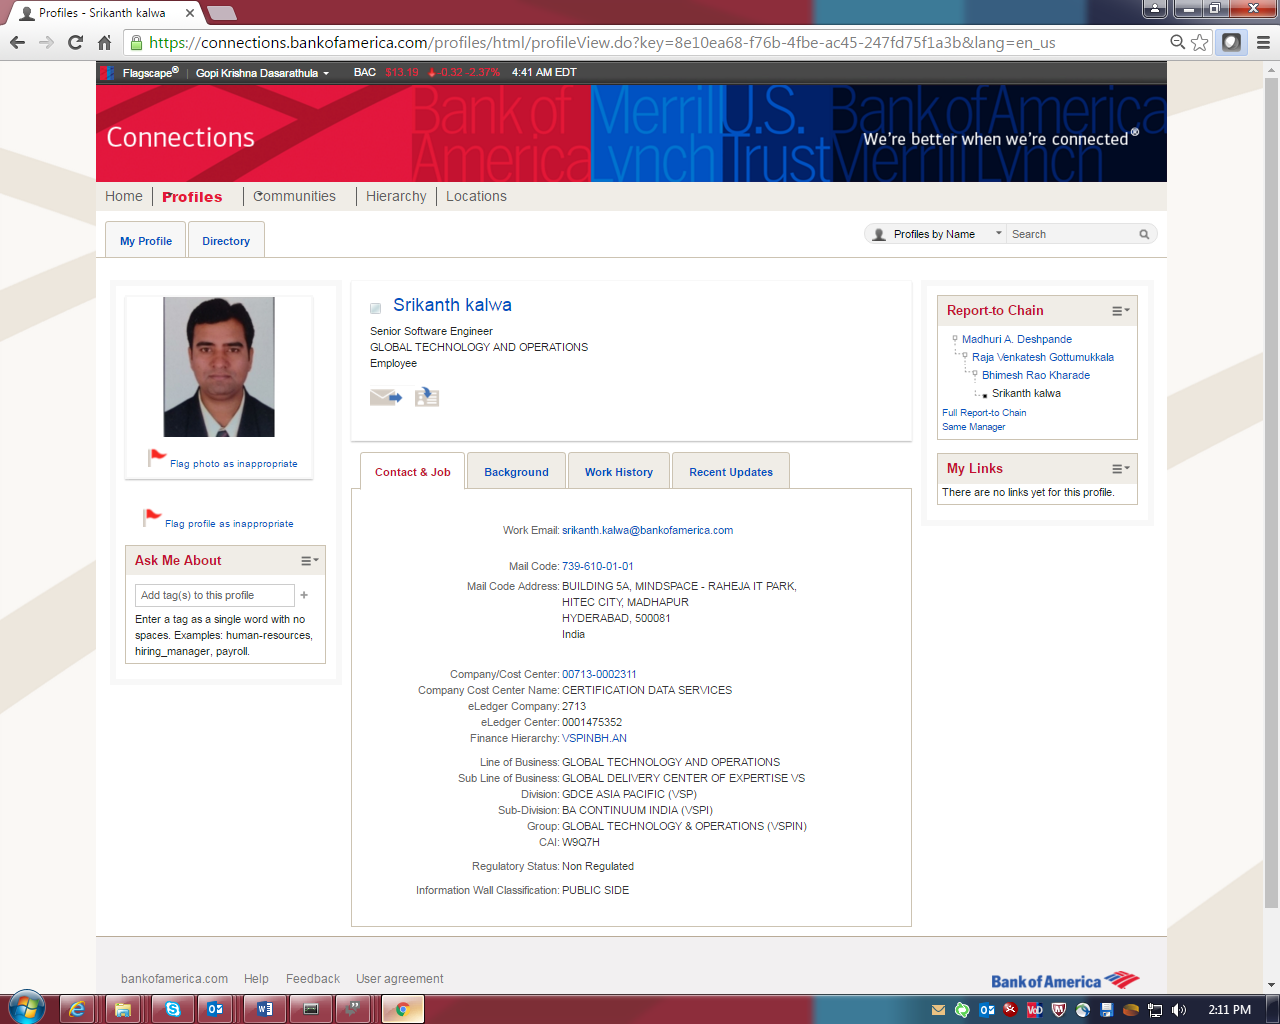 Profiles - Srikanth kalwa
https://connections.bankofamerica.com/profiles/html/profileView.do?key=8e10ea68-f76b-4fbe-ac45-247fd75f1a3b&lang=en_us
Flagscape® | Gopi Krishna Dasarathula BAC $13.19 -0.32 -2.37% 4:41 AM EDT
Connections
Bank of America
Merrill Lynch
U.S. Trust
Bank of America
Merrill Lynch
We're better when we're connected®
Home Profiles Communities Hierarchy Locations
My Profile Directory
Profiles by Name Search
Flag photo as inappropriate
Flag profile as inappropriate
Ask Me About
Add tag(s) to this profile +
Enter a tag as a single word with no
spaces. Examples: human-resources,
hiring_manager, payroll.
Srikanth kalwa
Senior Software Engineer
GLOBAL TECHNOLOGY AND OPERATIONS
Employee
Contact & Job Background Work History Recent Updates
Work Email: srikanth.kalwa@bankofamerica.com
Mail Code: 739-610-01-01
Mail Code Address: BUILDING 5A, MINDSPACE - RAHEJA IT PARK,
HITEC CITY, MADHAPUR
HYDERABAD, 500081
India
Company/Cost Center: 00713-0002311
Company Cost Center Name: CERTIFICATION DATA SERVICES
eLedger Company: 2713
eLedger Center: 0001475352
Finance Hierarchy: VSPINBH.AN
Line of Business: GLOBAL TECHNOLOGY AND OPERATIONS
Sub Line of Business: GLOBAL DELIVERY CENTER OF EXPERTISE VS
Division: GDCE ASIA PACIFIC (VSP)
Sub-Division: BA CONTINUUM INDIA (VSPI)
Group: GLOBAL TECHNOLOGY & OPERATIONS (VSPIN)
CAI: W9Q7H
Regulatory Status: Non Regulated
Information Wall Classification: PUBLIC SIDE
Report-to Chain
Madhuri A. Deshpande
Raja Venkatesh Gottumukkala
Bhimesh Rao Kharade
Srikanth kalwa
Full Report-to Chain
Same Manager
My Links
There are no links yet for this profile.
bankofamerica.com Help Feedback User agreement
Bank of America
2:11 PM